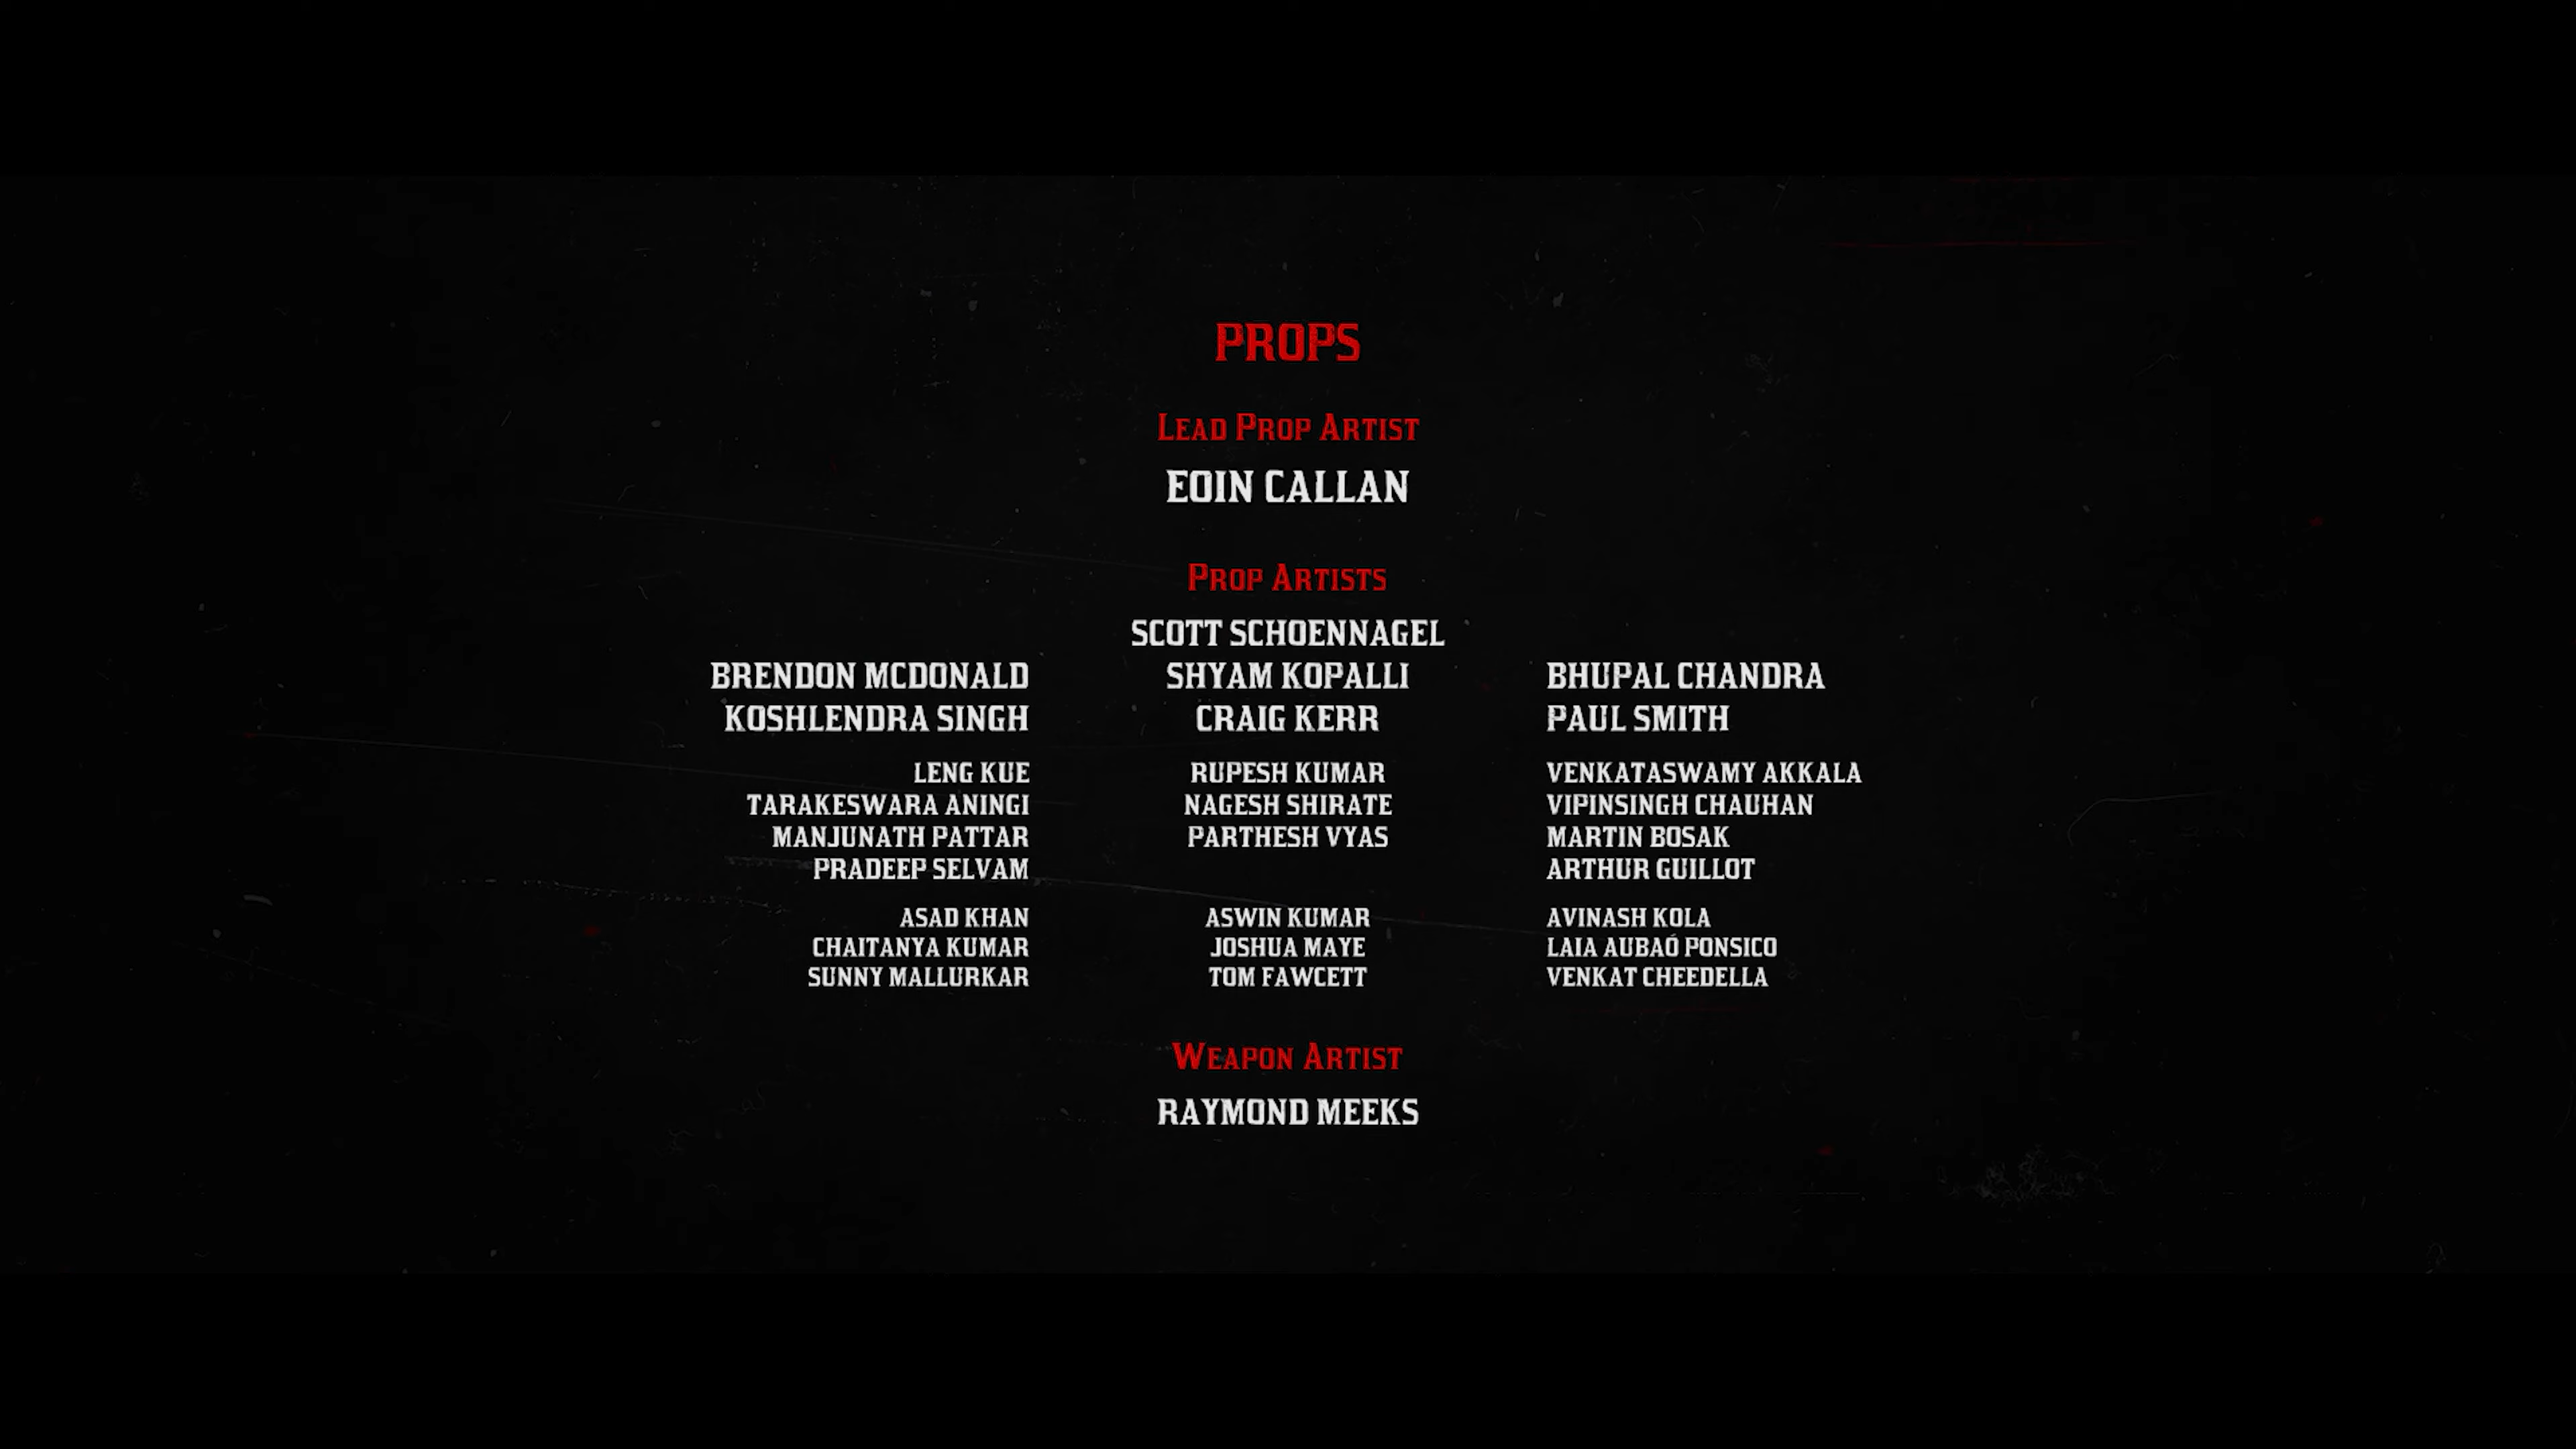 PROPS
LEAD PROP ARTIST
EOIN CALLAN
PROP ARTISTS
SCOTT SCHOENNAGEL
BRENDON MCDONALD SHYAM KOPALLI BHUPAL CHANDRA
KOSHLENDRA SINGH CRAIG KERR PAUL SMITH
LENG KUE RUPESH KUMAR VENKATASWAMY AKKALA
TARAKESWARA ANINGI NAGESH SHIRATE VIPINSINGH CHAUHAN
MANJUNATH PATTAR PARTHESH VYAS MARTIN BOSAK
PRADEEP SELVAM ARTHUR GUILLOT
ASAD KHAN ASWIN KUMAR AVINASH KOLA
CHAITANYA KUMAR JOSHUA MAYE LAIA AUBAÓ PONSICO
SUNNY MALLURKAR TOM FAWCETT VENKAT CHEEDELLA
WEAPON ARTIST
RAYMOND MEEKS